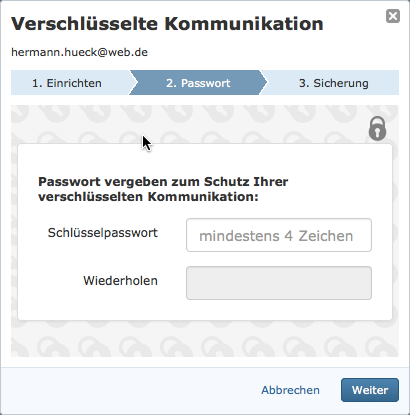 Verschlüsselte Kommunikation
hermann.hueck@web.de
1. Einrichten 2. Passwort 3. Sicherung
Passwort vergeben zum Schutz Ihrer
verschlüsselten Kommunikation:
Schlüsselpasswort mindestens 4 Zeichen
Wiederholen
Abbrechen Weiter